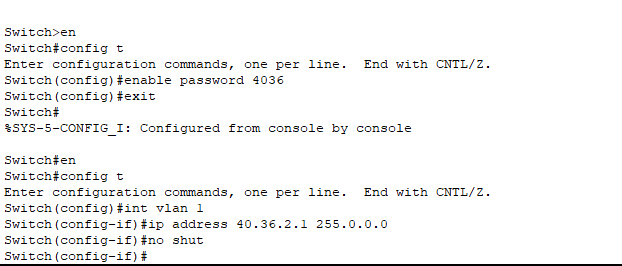 Switch>en
Switch#config t
Enter configuration commands, one per line.  End with CNTL/Z.
Switch(config)#enable password 4036
Switch(config)#exit
Switch#
%SYS-5-CONFIG_I: Configured from console by console
Switch#en
Switch#config t
Enter configuration commands, one per line.  End with CNTL/Z.
Switch(config)#int vlan 1
Switch(config-if)#ip address 40.36.2.1 255.0.0.0
Switch(config-if)#no shut
Switch(config-if)#